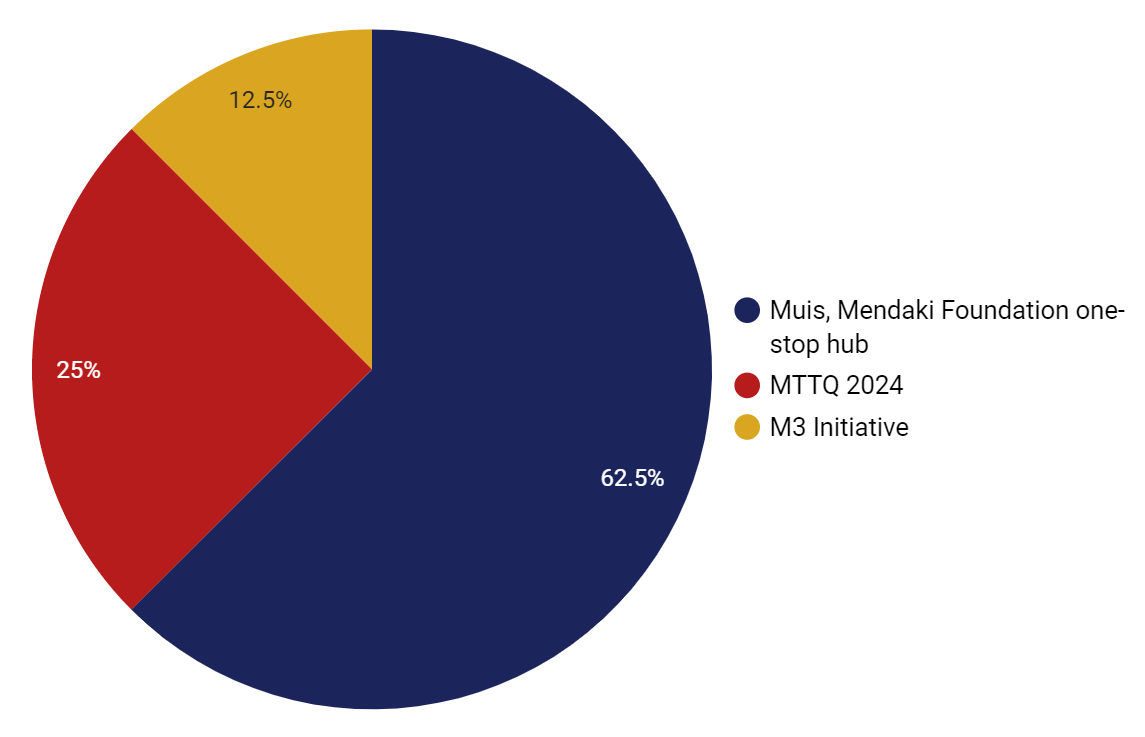 12.5%
25%
62.5%
Muis, Mendaki Foundation one-
stop hub
MTTQ 2024
M3 Initiative